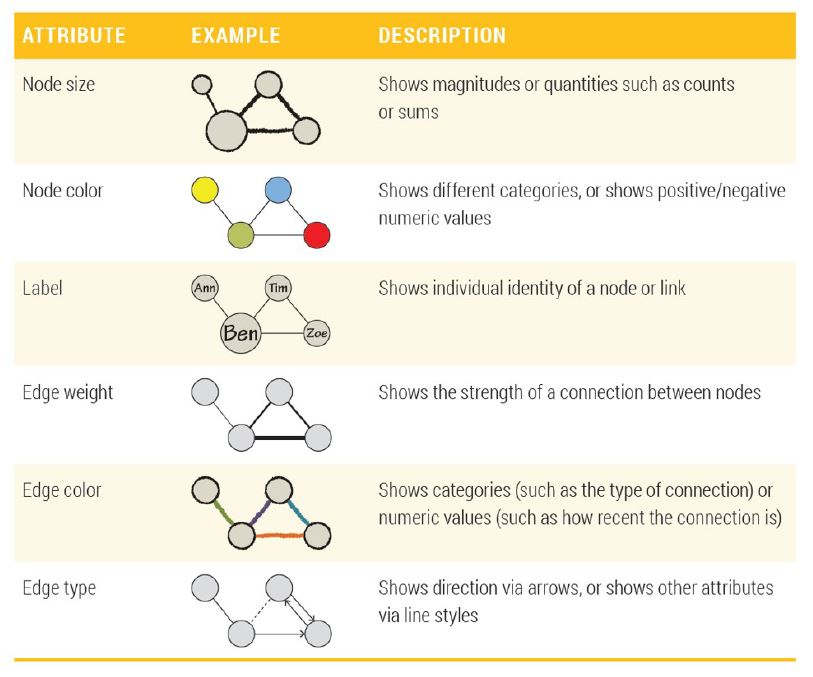 ATTRIBUTE EXAMPLE DESCRIPTION
Node size
Shows magnitudes or quantities such as counts
or sums
Node color
Shows different categories, or shows positive/negative
numeric values
Label
Ann
Tim
Ben
Zoe
Shows individual identity of a node or link
Edge weight
Shows the strength of a connection between nodes
Edge color
Shows categories (such as the type of connection) or
numeric values (such as how recent the connection is)
Edge type
Shows direction via arrows, or shows other attributes
via line styles